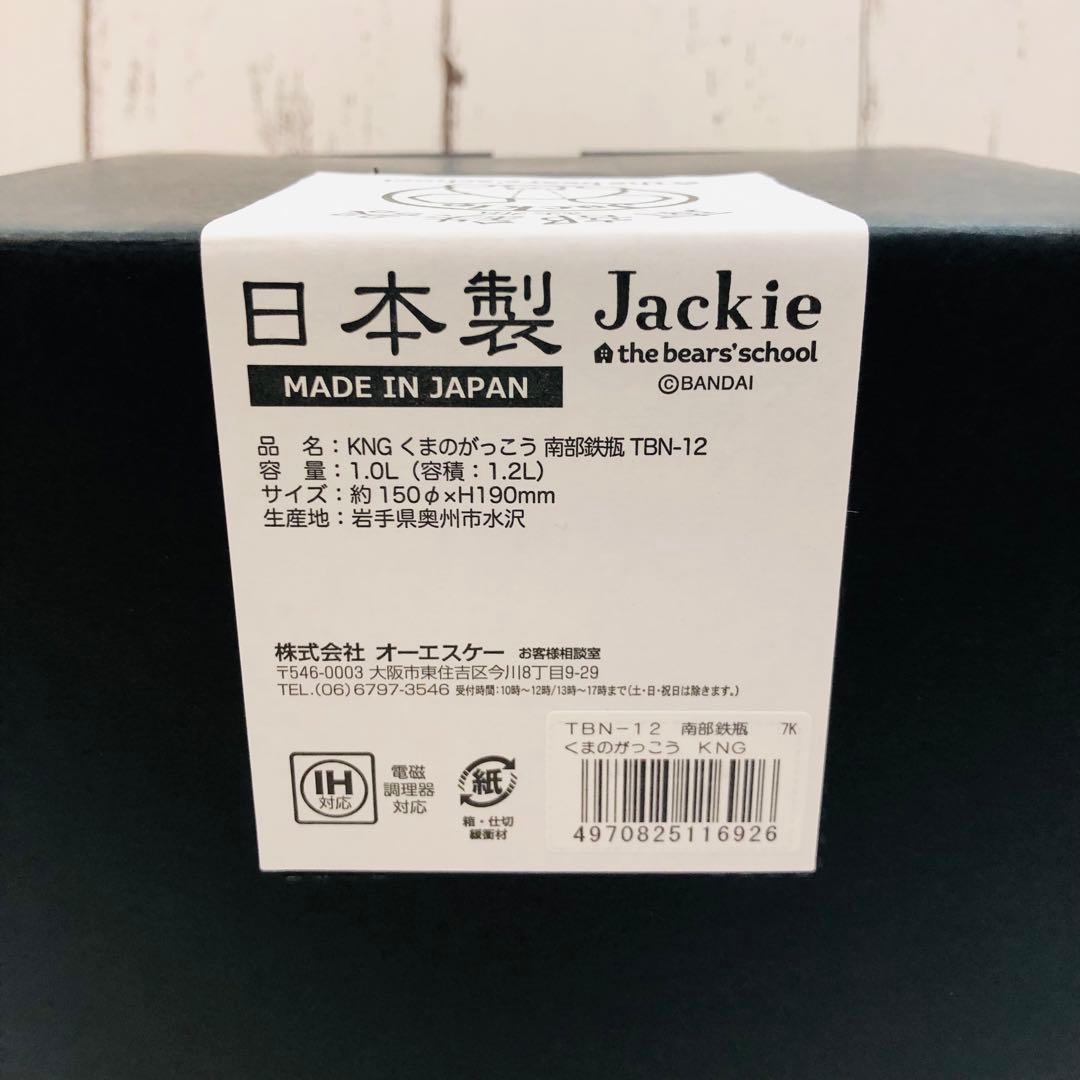 日本製
MADE IN JAPAN
Jackie
the bears' school
©BANDAI
品　名：KNG くまのがっこう 南部鉄瓶 TBN-12
容　量：1.0L（容積：1.2L）
サイズ：約 150φ×H190mm
生産地：岩手県奥州市水沢
株式会社 オーエスケー お客様相談室
〒546-0003 大阪市東住吉区今川8丁目9-29
TEL.(06)6797-3546 受付時間：10時〜12時/13時〜17時まで（土・日・祝日は除きます。）
IH
対応
電磁
調理器
対応
紙
箱・仕切
緩衝材
TBN-12　南部鉄瓶　7K
くまのがっこう　KNG
4970825116926